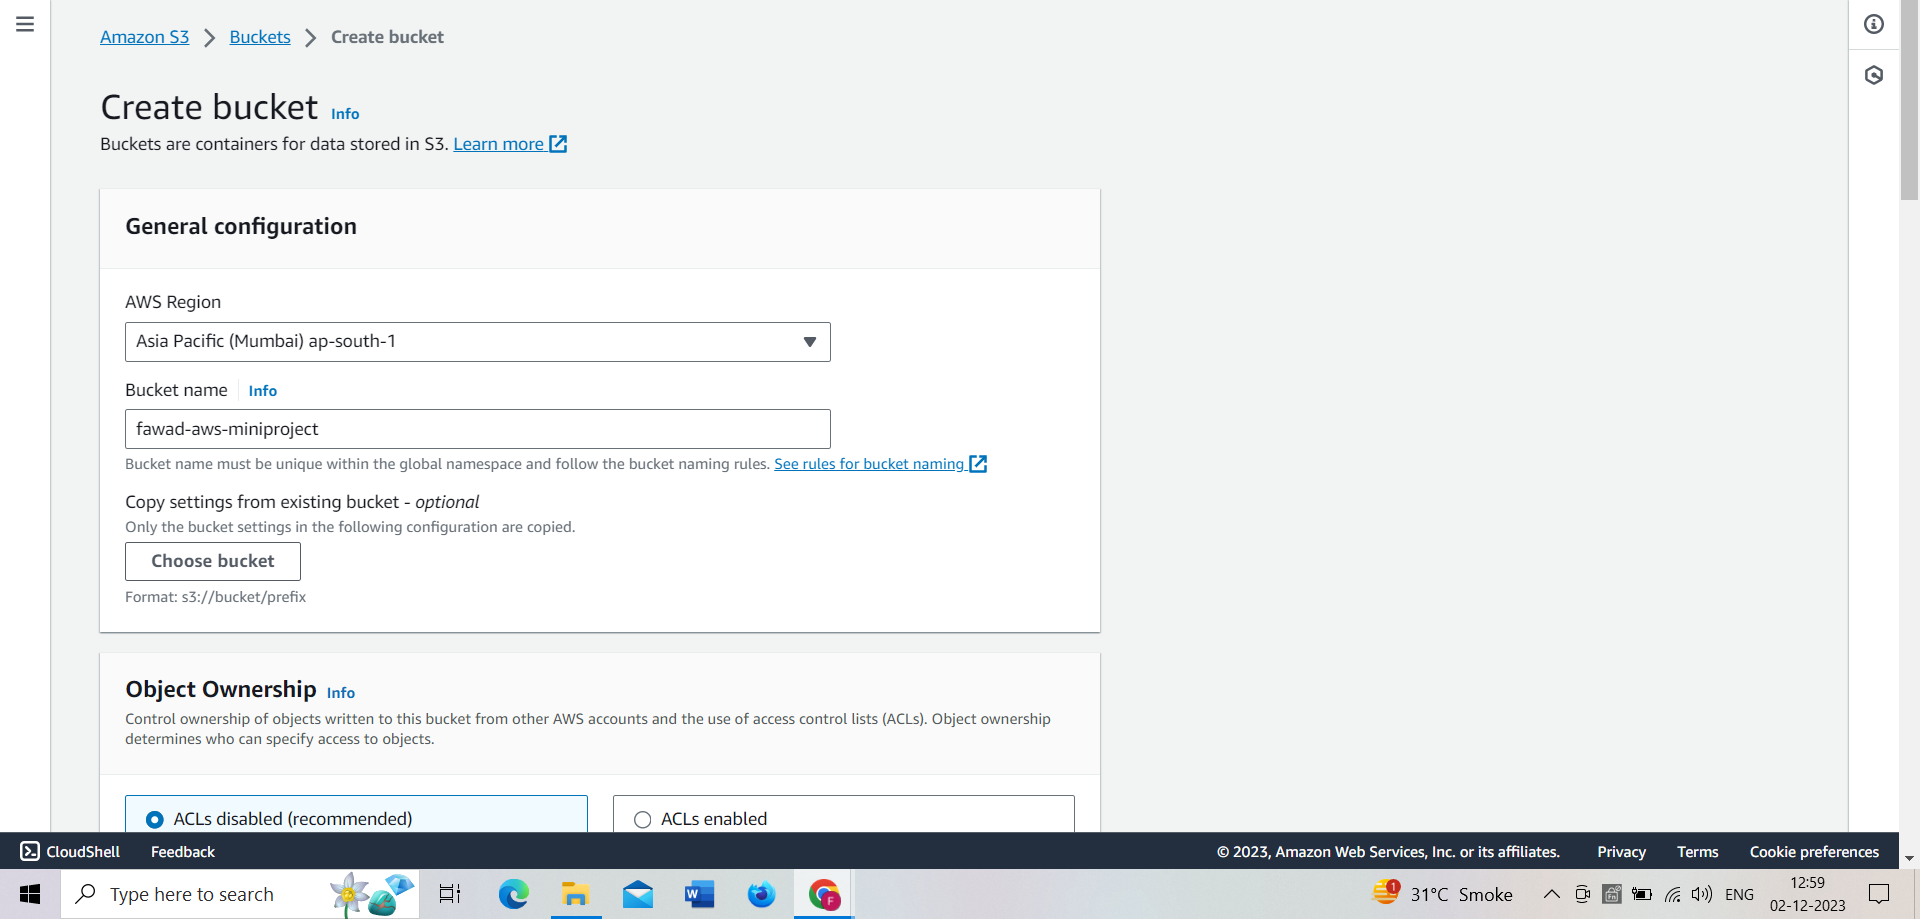 Amazon S3 > Buckets > Create bucket
Create bucket Info
Buckets are containers for data stored in S3. Learn more
General configuration
AWS Region
Asia Pacific (Mumbai) ap-south-1
Bucket name Info
fawad-aws-miniproject
Bucket name must be unique within the global namespace and follow the bucket naming rules. See rules for bucket naming
Copy settings from existing bucket - optional
Only the bucket settings in the following configuration are copied.
Choose bucket
Format: s3://bucket/prefix
Object Ownership Info
Control ownership of objects written to this bucket from other AWS accounts and the use of access control lists (ACLs). Object ownership
determines who can specify access to objects.
ACLs disabled (recommended) ACLs enabled
CloudShell Feedback © 2023, Amazon Web Services, Inc. or its affiliates. Privacy Terms Cookie preferences
Type here to search 1 31°C Smoke ENG 12:59
02-12-2023